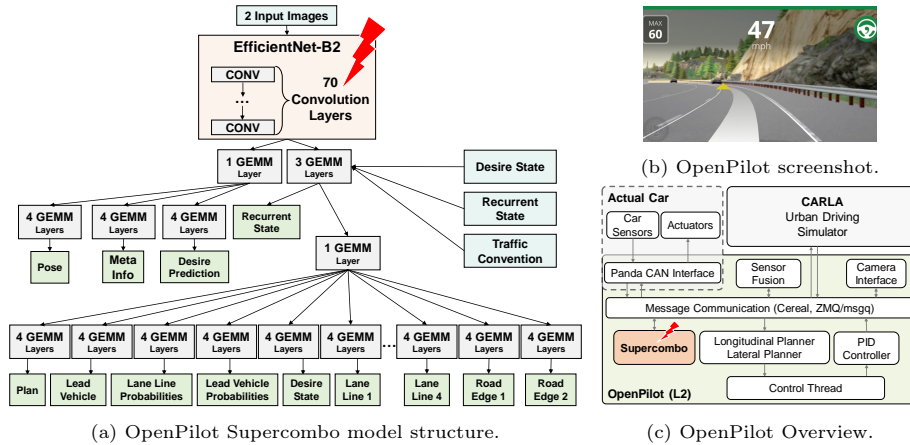 2 Input Images
EfficientNet-B2
CONV
...
CONV
70
Convolution
Layers
1 GEMM
Layer
3 GEMM
Layers
Desire State
Recurrent
State
Traffic
Convention
4 GEMM
Layers
4 GEMM
Layers
4 GEMM
Layers
Recurrent
State
Pose
Meta
Info
Desire
Prediction
1 GEMM
Layer
4 GEMM
Layers
4 GEMM
Layers
4 GEMM
Layers
4 GEMM
Layers
4 GEMM
Layers
4 GEMM
Layers
...
4 GEMM
Layers
4 GEMM
Layers
4 GEMM
Layers
Plan
Lead
Vehicle
Lane Line
Probabilities
Lead Vehicle
Probabilities
Desire
State
Lane
Line 1
Lane
Line 4
Road
Edge 1
Road
Edge 2
(a) OpenPilot Supercombo model structure.
MAX
60
47
mph
(b) OpenPilot screenshot.
Actual Car
Car
Sensors
Actuators
Panda CAN Interface
CARLA
Urban Driving
Simulator
Sensor
Fusion
Camera
Interface
Message Communication (Cereal, ZMQ/msgq)
Supercombo
Longitudinal Planner
Lateral Planner
PID
Controller
Control Thread
OpenPilot (L2)
(c) OpenPilot Overview.